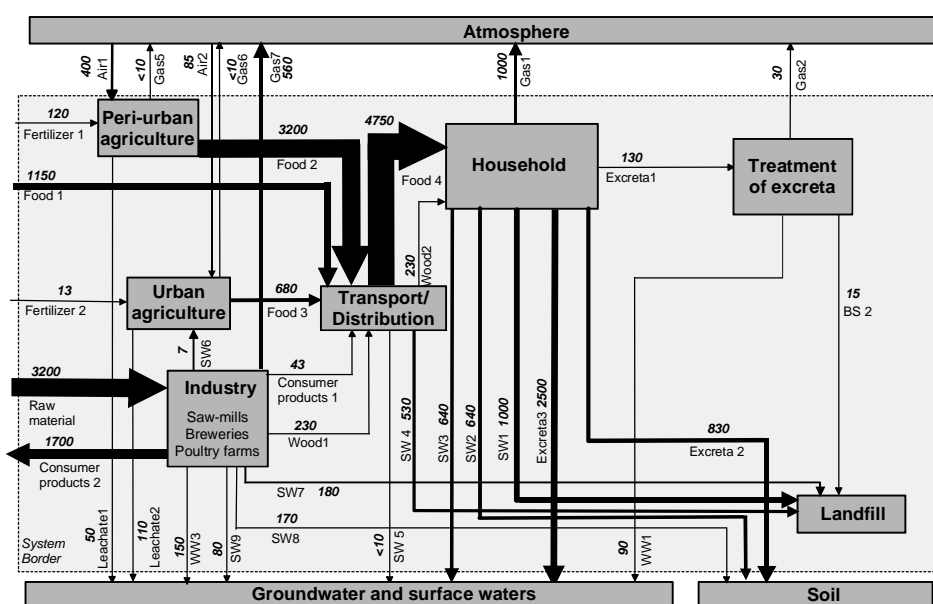 Atmosphere
400
Air1
<10
Gas5
85
Air2
<10
Gas6
Gas7
560
1000
Gas1
30
Gas2
120
Fertilizer 1
Peri-urban
agriculture
3200
Food 2
4750
Food 4
Household
130
Excreta1
Treatment
of excreta
1150
Food 1
230
Wood2
13
Fertilizer 2
Urban
agriculture
680
Food 3
Transport/
Distribution
15
BS 2
7
SW6
3200
Raw
material
Industry
Saw-mills
Breweries
Poultry farms
43
Consumer
products 1
230
Wood1
1700
Consumer
products 2
SW 4 530
SW3 640
SW2 640
SW1 1000
Excreta3 2500
830
Excreta 2
SW7 180
170
SW8
Landfill
System
Border
50
Leachate1
110
Leachate2
150
WW3
80
SW9
<10
SW 5
90
WW1
Groundwater and surface waters
Soil